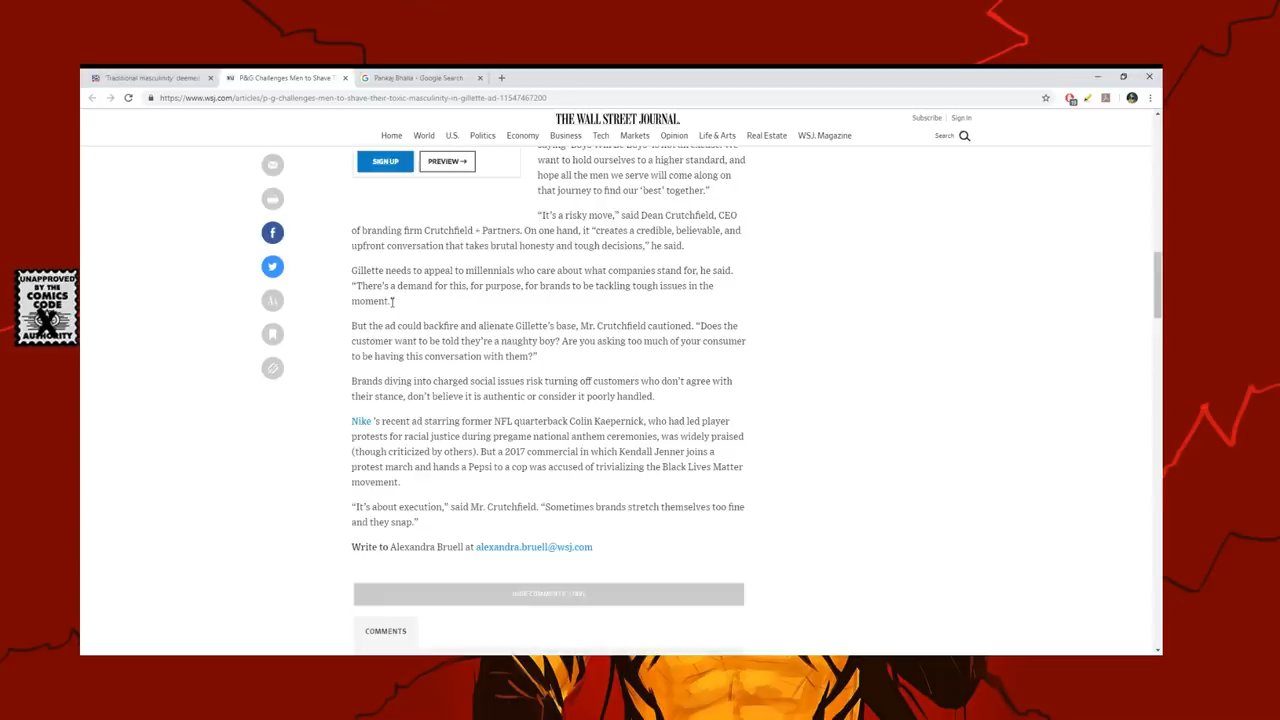 'Traditional masculinity' deemed
P&G Challenges Men to Shave T
Pankaj Bhalla - Google Search
https://www.wsj.com/articles/p-g-challenges-men-to-shave-their-toxic-masculinity-in-gillette-ad-11547467200
THE WALL STREET JOURNAL.
Subscribe | Sign In
Home World U.S. Politics Economy Business Tech Markets Opinion Life & Arts Real Estate WSJ. Magazine
Search
SIGN UP
PREVIEW →
saying 'Boys Will Be Boys' is not an excuse. We
want to hold ourselves to a higher standard, and
hope all the men we serve will come along on
that journey to find our ‘best’ together.”
“It’s a risky move,” said Dean Crutchfield, CEO
of branding firm Crutchfield + Partners. On one hand, it “creates a credible, believable, and
upfront conversation that takes brutal honesty and tough decisions,” he said.
Gillette needs to appeal to millennials who care about what companies stand for, he said.
“There’s a demand for this, for purpose, for brands to be tackling tough issues in the
moment.”
But the ad could backfire and alienate Gillette’s base, Mr. Crutchfield cautioned. “Does the
customer want to be told they’re a naughty boy? Are you asking too much of your consumer
to be having this conversation with them?”
Brands diving into charged social issues risk turning off customers who don’t agree with
their stance, don’t believe it is authentic or consider it poorly handled.
Nike ’s recent ad starring former NFL quarterback Colin Kaepernick, who had led player
protests for racial justice during pregame national anthem ceremonies, was widely praised
(though criticized by others). But a 2017 commercial in which Kendall Jenner joins a
protest march and hands a Pepsi to a cop was accused of trivializing the Black Lives Matter
movement.
“It’s about execution,” said Mr. Crutchfield. “Sometimes brands stretch themselves too fine
and they snap.”
Write to Alexandra Bruell at alexandra.bruell@wsj.com
COMMENTS
UNAPPROVED
BY THE
COMICS
CODE
AUTHORITY